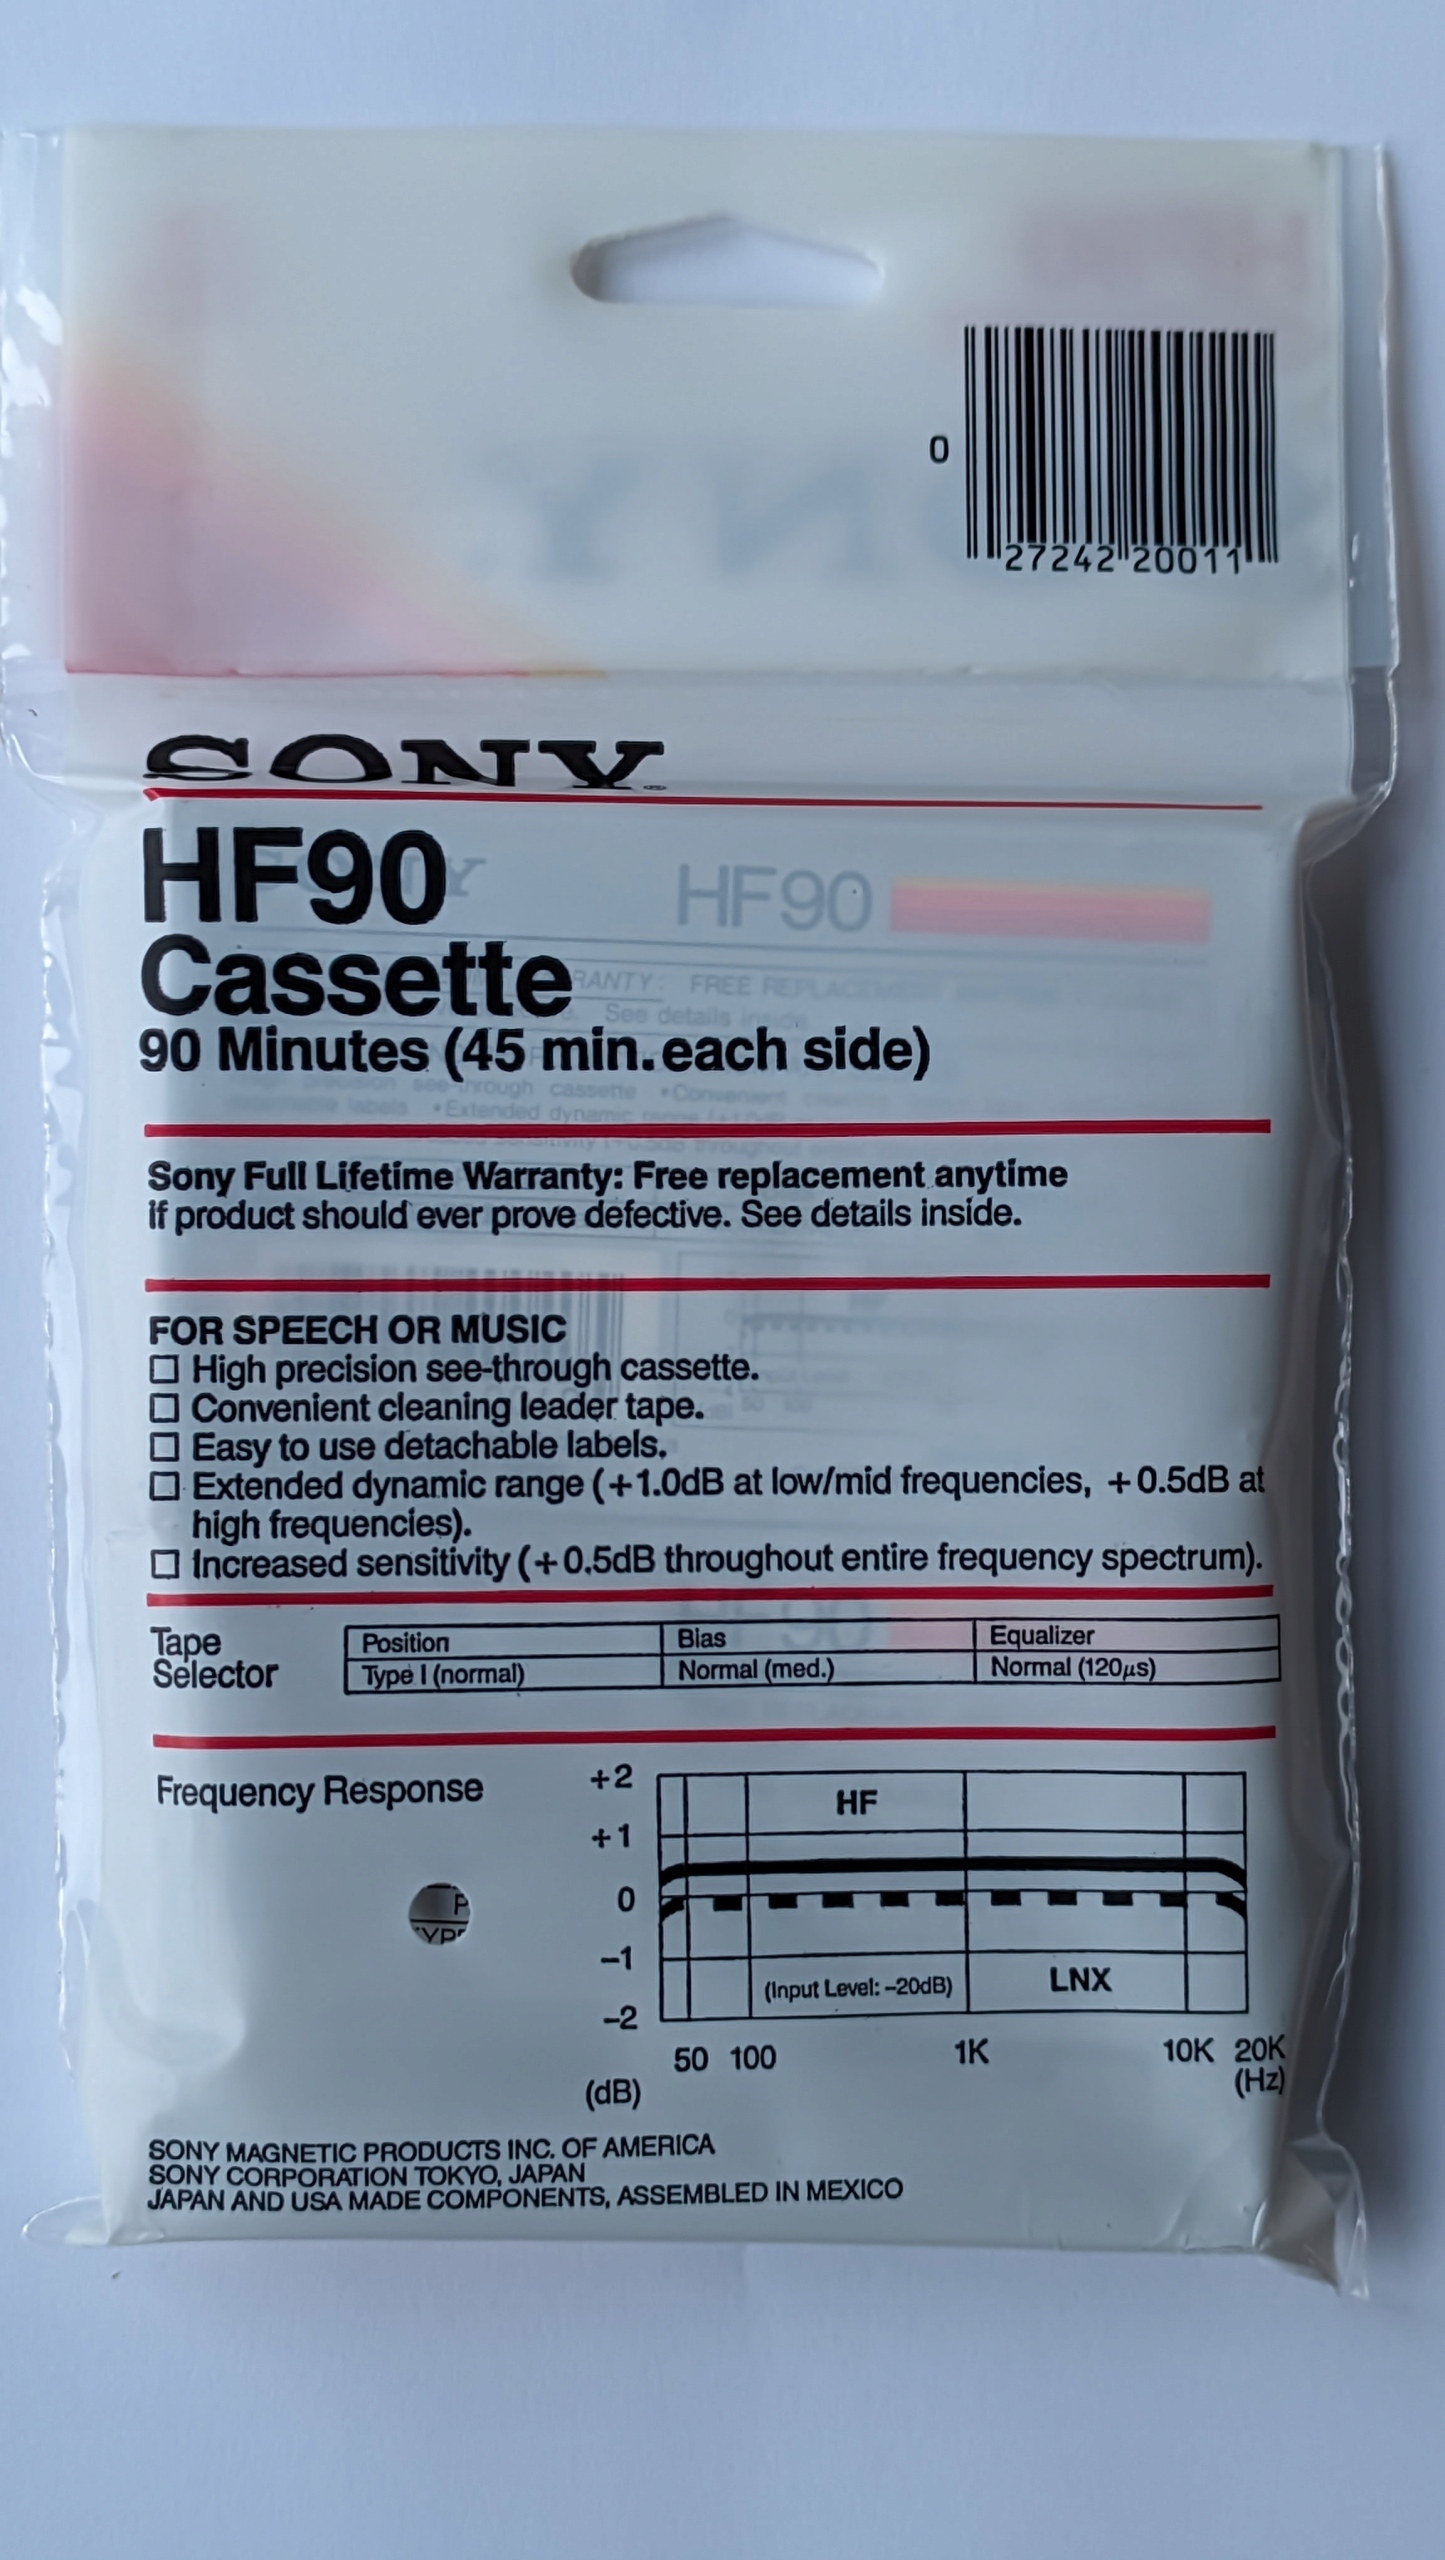 0
27242 20011
SONY®
HF90
Cassette
90 Minutes (45 min. each side)
HF90
Sony Full Lifetime Warranty: Free replacement anytime
if product should ever prove defective. See details inside.
FOR SPEECH OR MUSIC
☐ High precision see-through cassette.
☐ Convenient cleaning leader tape.
☐ Easy to use detachable labels.
☐ Extended dynamic range (+1.0dB at low/mid frequencies, +0.5dB at
high frequencies).
☐ Increased sensitivity (+0.5dB throughout entire frequency spectrum).
Tape
Selector
Position Bias Equalizer
Type I (normal) Normal (med.) Normal (120µs)
Frequency Response
+2
+1
0
−1
−2
HF
(Input Level: −20dB)
LNX
50 100 1K 10K 20K
(dB) (Hz)
SONY MAGNETIC PRODUCTS INC. OF AMERICA
SONY CORPORATION TOKYO, JAPAN
JAPAN AND USA MADE COMPONENTS, ASSEMBLED IN MEXICO